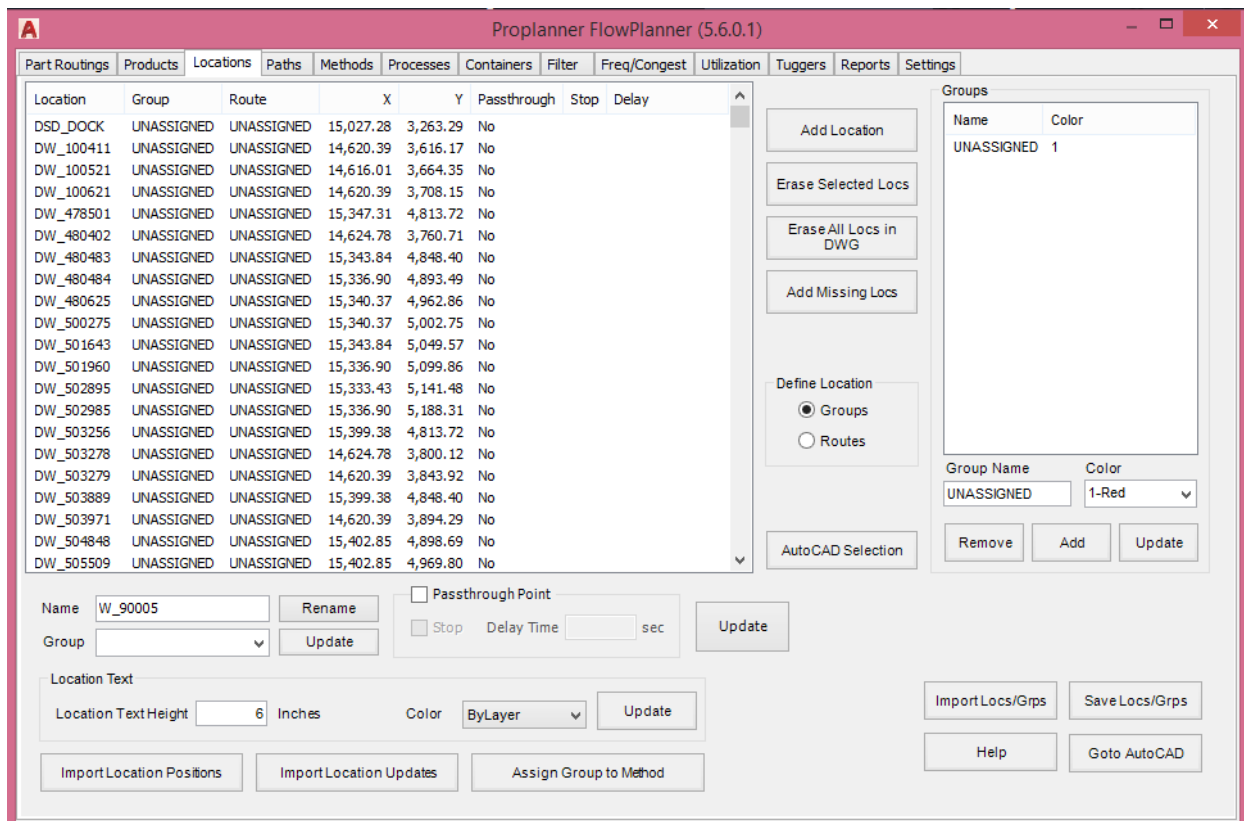 A Proplanner FlowPlanner (5.6.0.1)
Part Routings Products Locations Paths Methods Processes Containers Filter Freq/Congest Utilization Tuggers Reports Settings
Location Group Route X Y Passthrough Stop Delay
DSD_DOCK UNASSIGNED UNASSIGNED 15,027.28 3,263.29 No
DW_100411 UNASSIGNED UNASSIGNED 14,620.39 3,616.17 No
DW_100521 UNASSIGNED UNASSIGNED 14,616.01 3,664.35 No
DW_100621 UNASSIGNED UNASSIGNED 14,620.39 3,708.15 No
DW_478501 UNASSIGNED UNASSIGNED 15,347.31 4,813.72 No
DW_480402 UNASSIGNED UNASSIGNED 14,624.78 3,760.71 No
DW_480483 UNASSIGNED UNASSIGNED 15,343.84 4,848.40 No
DW_480484 UNASSIGNED UNASSIGNED 15,336.90 4,893.49 No
DW_480625 UNASSIGNED UNASSIGNED 15,340.37 4,962.86 No
DW_500275 UNASSIGNED UNASSIGNED 15,340.37 5,002.75 No
DW_501643 UNASSIGNED UNASSIGNED 15,343.84 5,049.57 No
DW_501960 UNASSIGNED UNASSIGNED 15,336.90 5,099.86 No
DW_502895 UNASSIGNED UNASSIGNED 15,333.43 5,141.48 No
DW_502985 UNASSIGNED UNASSIGNED 15,336.90 5,188.31 No
DW_503256 UNASSIGNED UNASSIGNED 15,399.38 4,813.72 No
DW_503278 UNASSIGNED UNASSIGNED 14,624.78 3,800.12 No
DW_503279 UNASSIGNED UNASSIGNED 14,620.39 3,843.92 No
DW_503889 UNASSIGNED UNASSIGNED 15,399.38 4,848.40 No
DW_503971 UNASSIGNED UNASSIGNED 14,620.39 3,894.29 No
DW_504848 UNASSIGNED UNASSIGNED 15,402.85 4,898.69 No
DW_505509 UNASSIGNED UNASSIGNED 15,402.85 4,969.80 No
Add Location
Erase Selected Locs
Erase All Locs in
DWG
Add Missing Locs
Define Location
Groups
Routes
AutoCAD Selection
Groups
Name Color
UNASSIGNED 1
Group Name Color
UNASSIGNED 1-Red
Remove Add Update
Name W_90005 Rename
Group Update
Passthrough Point
Stop Delay Time sec
Update
Location Text
Location Text Height 6 Inches Color ByLayer Update
Import Location Positions Import Location Updates Assign Group to Method
Import Locs/Grps Save Locs/Grps
Help Goto AutoCAD